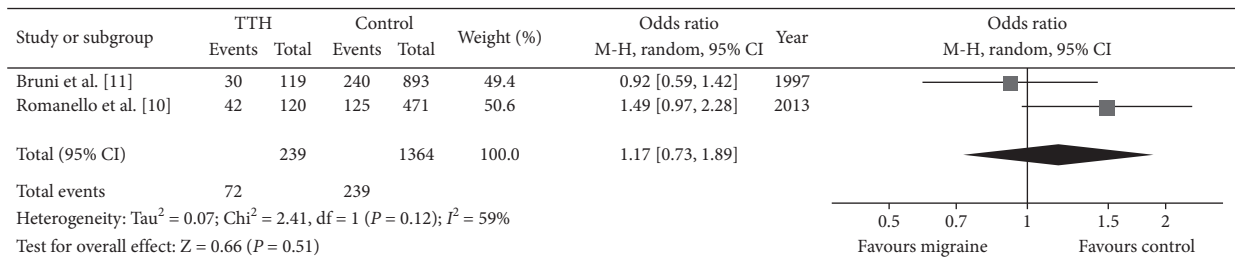 Study or subgroup TTH Control Weight (%) Odds ratio Year Odds ratio
Events Total Events Total M-H, random, 95% CI M-H, random, 95% CI
Bruni et al. [11] 30 119 240 893 49.4 0.92 [0.59, 1.42] 1997
Romanello et al. [10] 42 120 125 471 50.6 1.49 [0.97, 2.28] 2013
Total (95% CI) 239 1364 100.0 1.17 [0.73, 1.89]
Total events 72 239
Heterogeneity: Tau² = 0.07; Chi² = 2.41, df = 1 (P = 0.12); I² = 59%
Test for overall effect: Z = 0.66 (P = 0.51)
0.5 0.7 1 1.5 2
Favours migraine Favours control